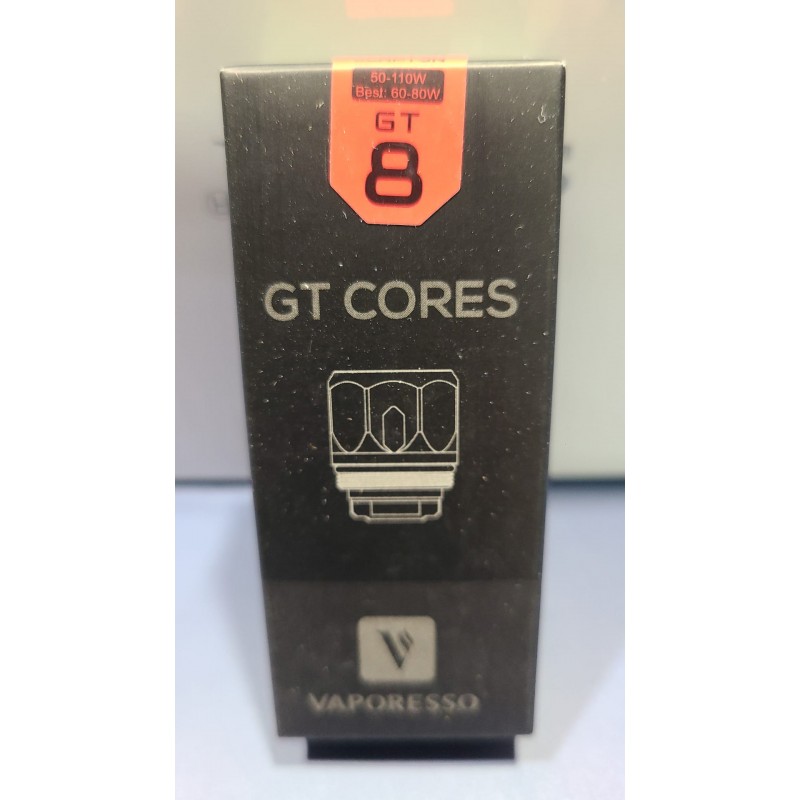 50-110W
Best: 60-80W
GT
8
GT CORES
V
VAPORESSO